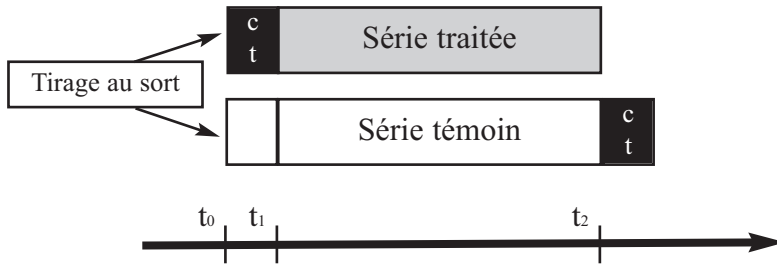 c
t
Série traitée
Tirage au sort
Série témoin
c
t
t0
t1
t2